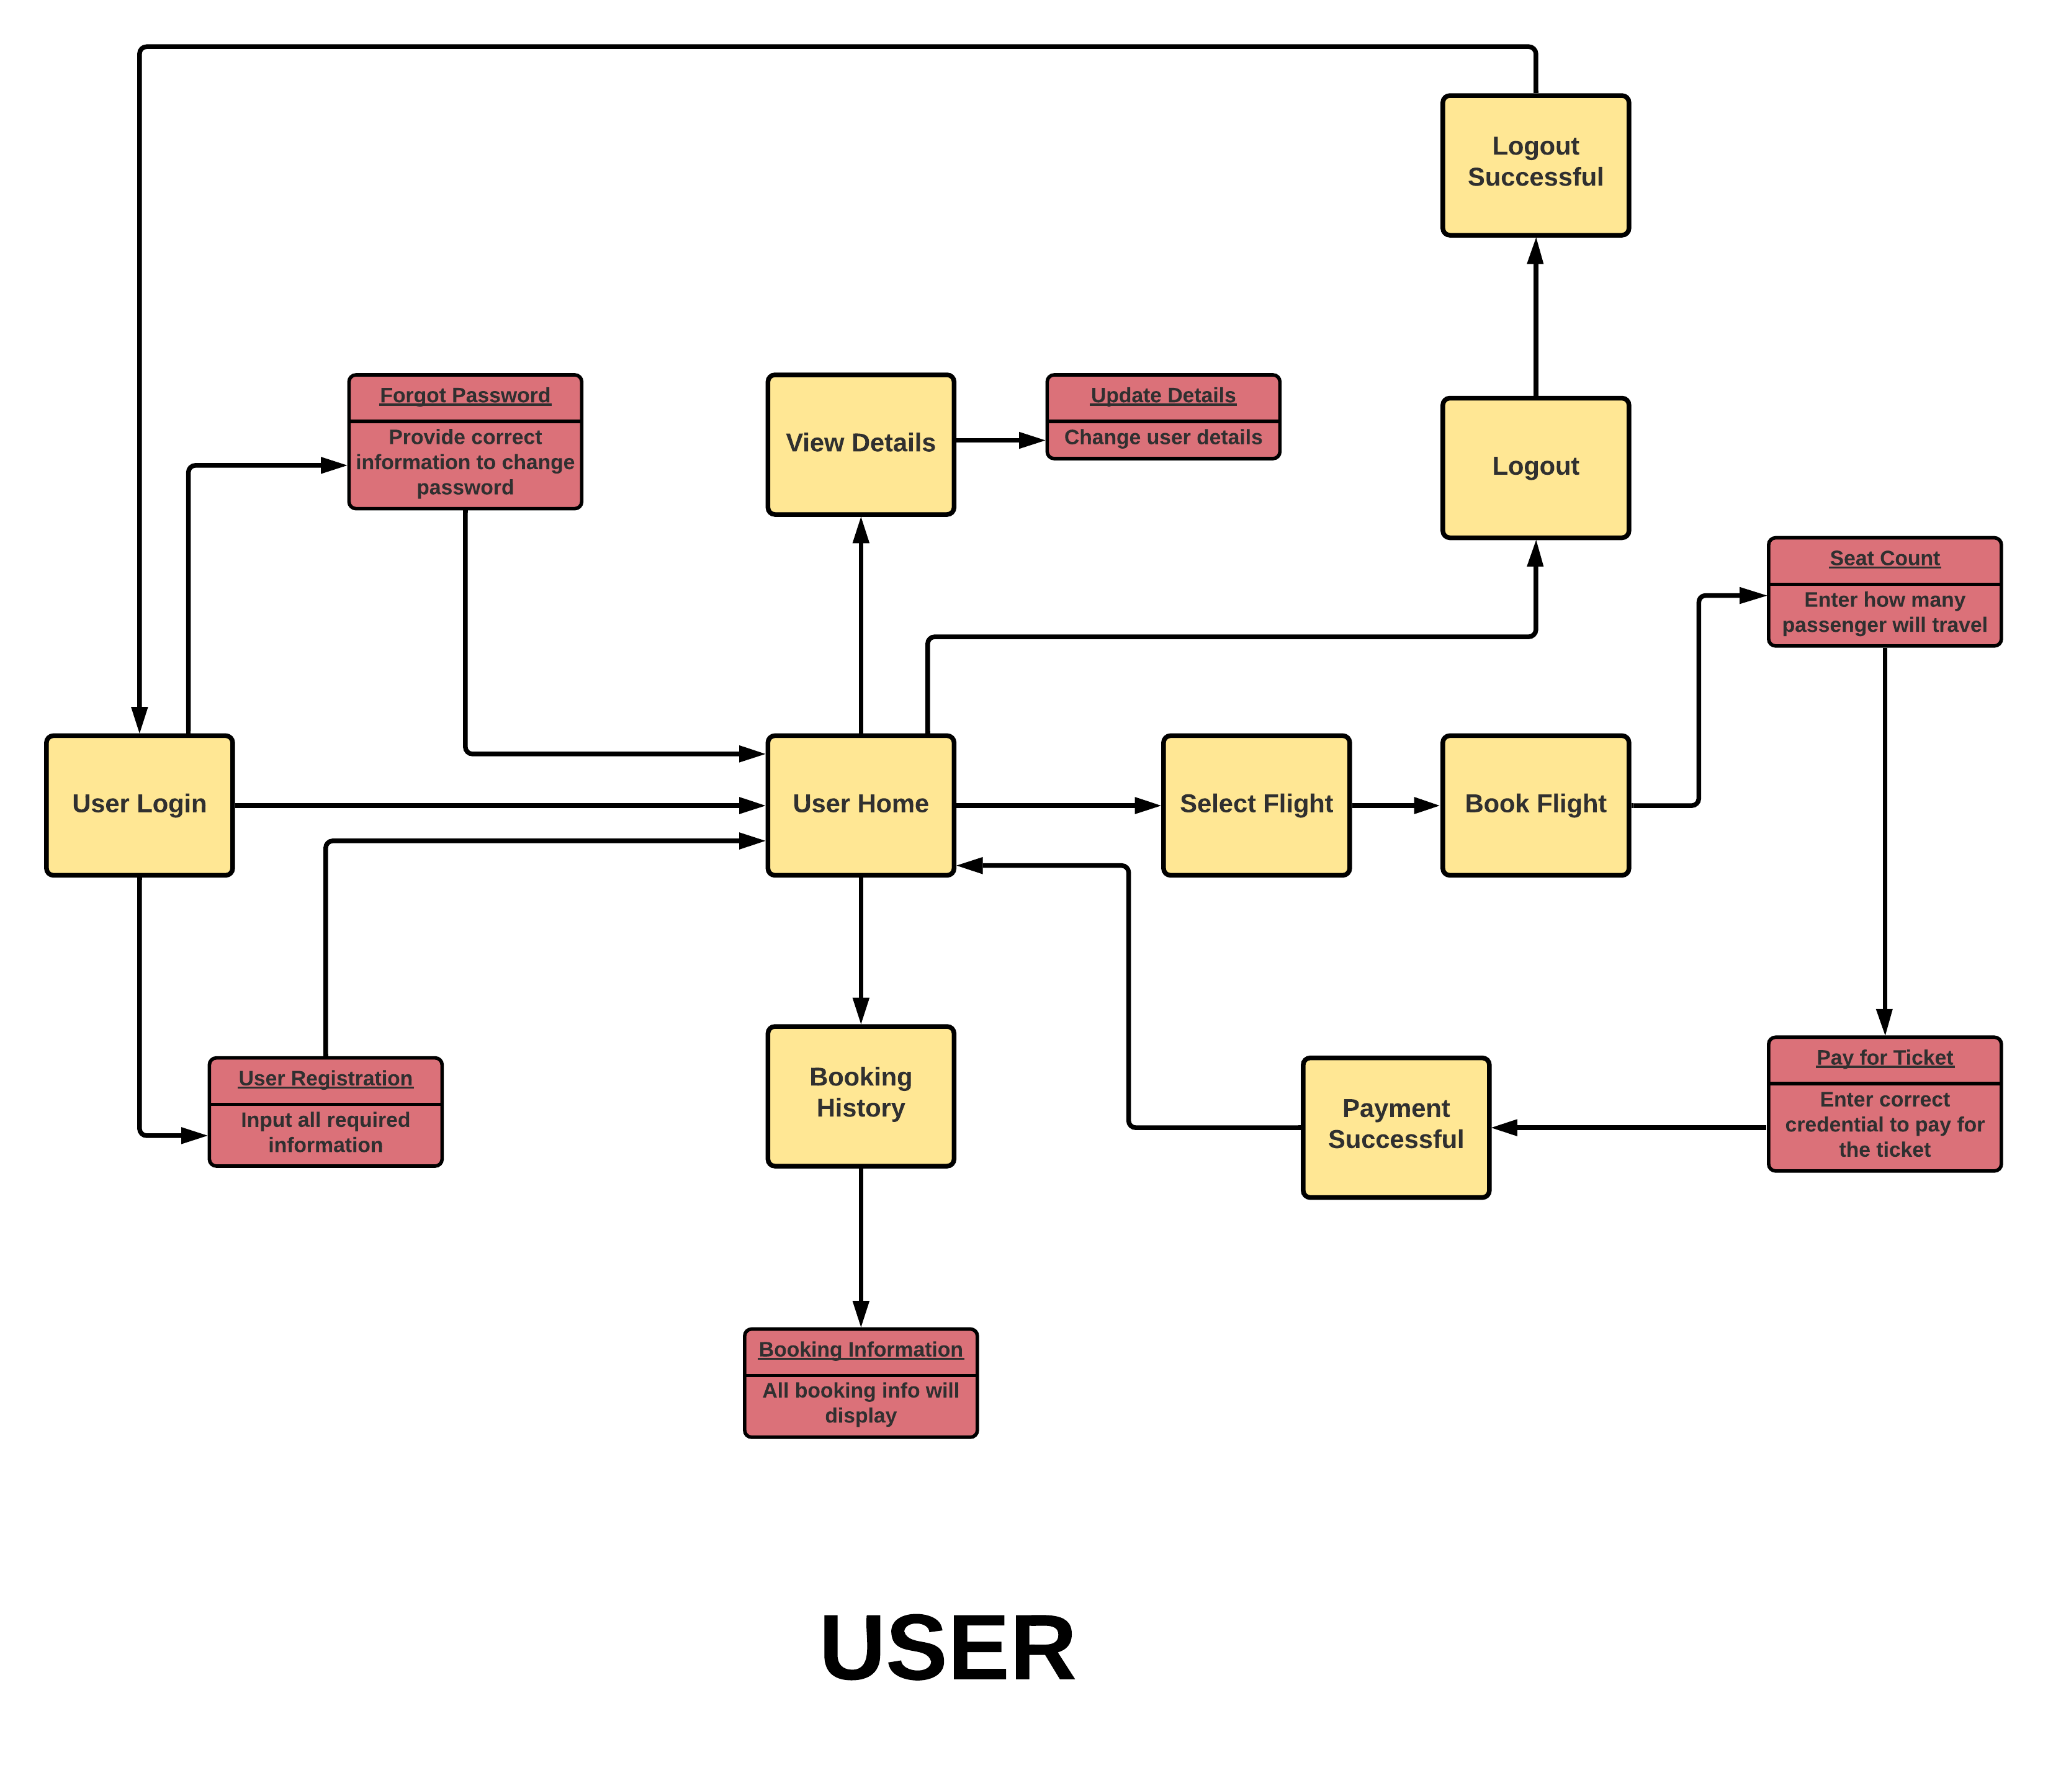 Logout
Successful
Forgot Password
Provide correct
information to change
password
View Details
Update Details
Change user details
Logout
Seat Count
Enter how many
passenger will travel
User Login
User Home
Select Flight
Book Flight
User Registration
Input all required
information
Booking
History
Payment
Successful
Pay for Ticket
Enter correct
credential to pay for
the ticket
Booking Information
All booking info will
display
USER